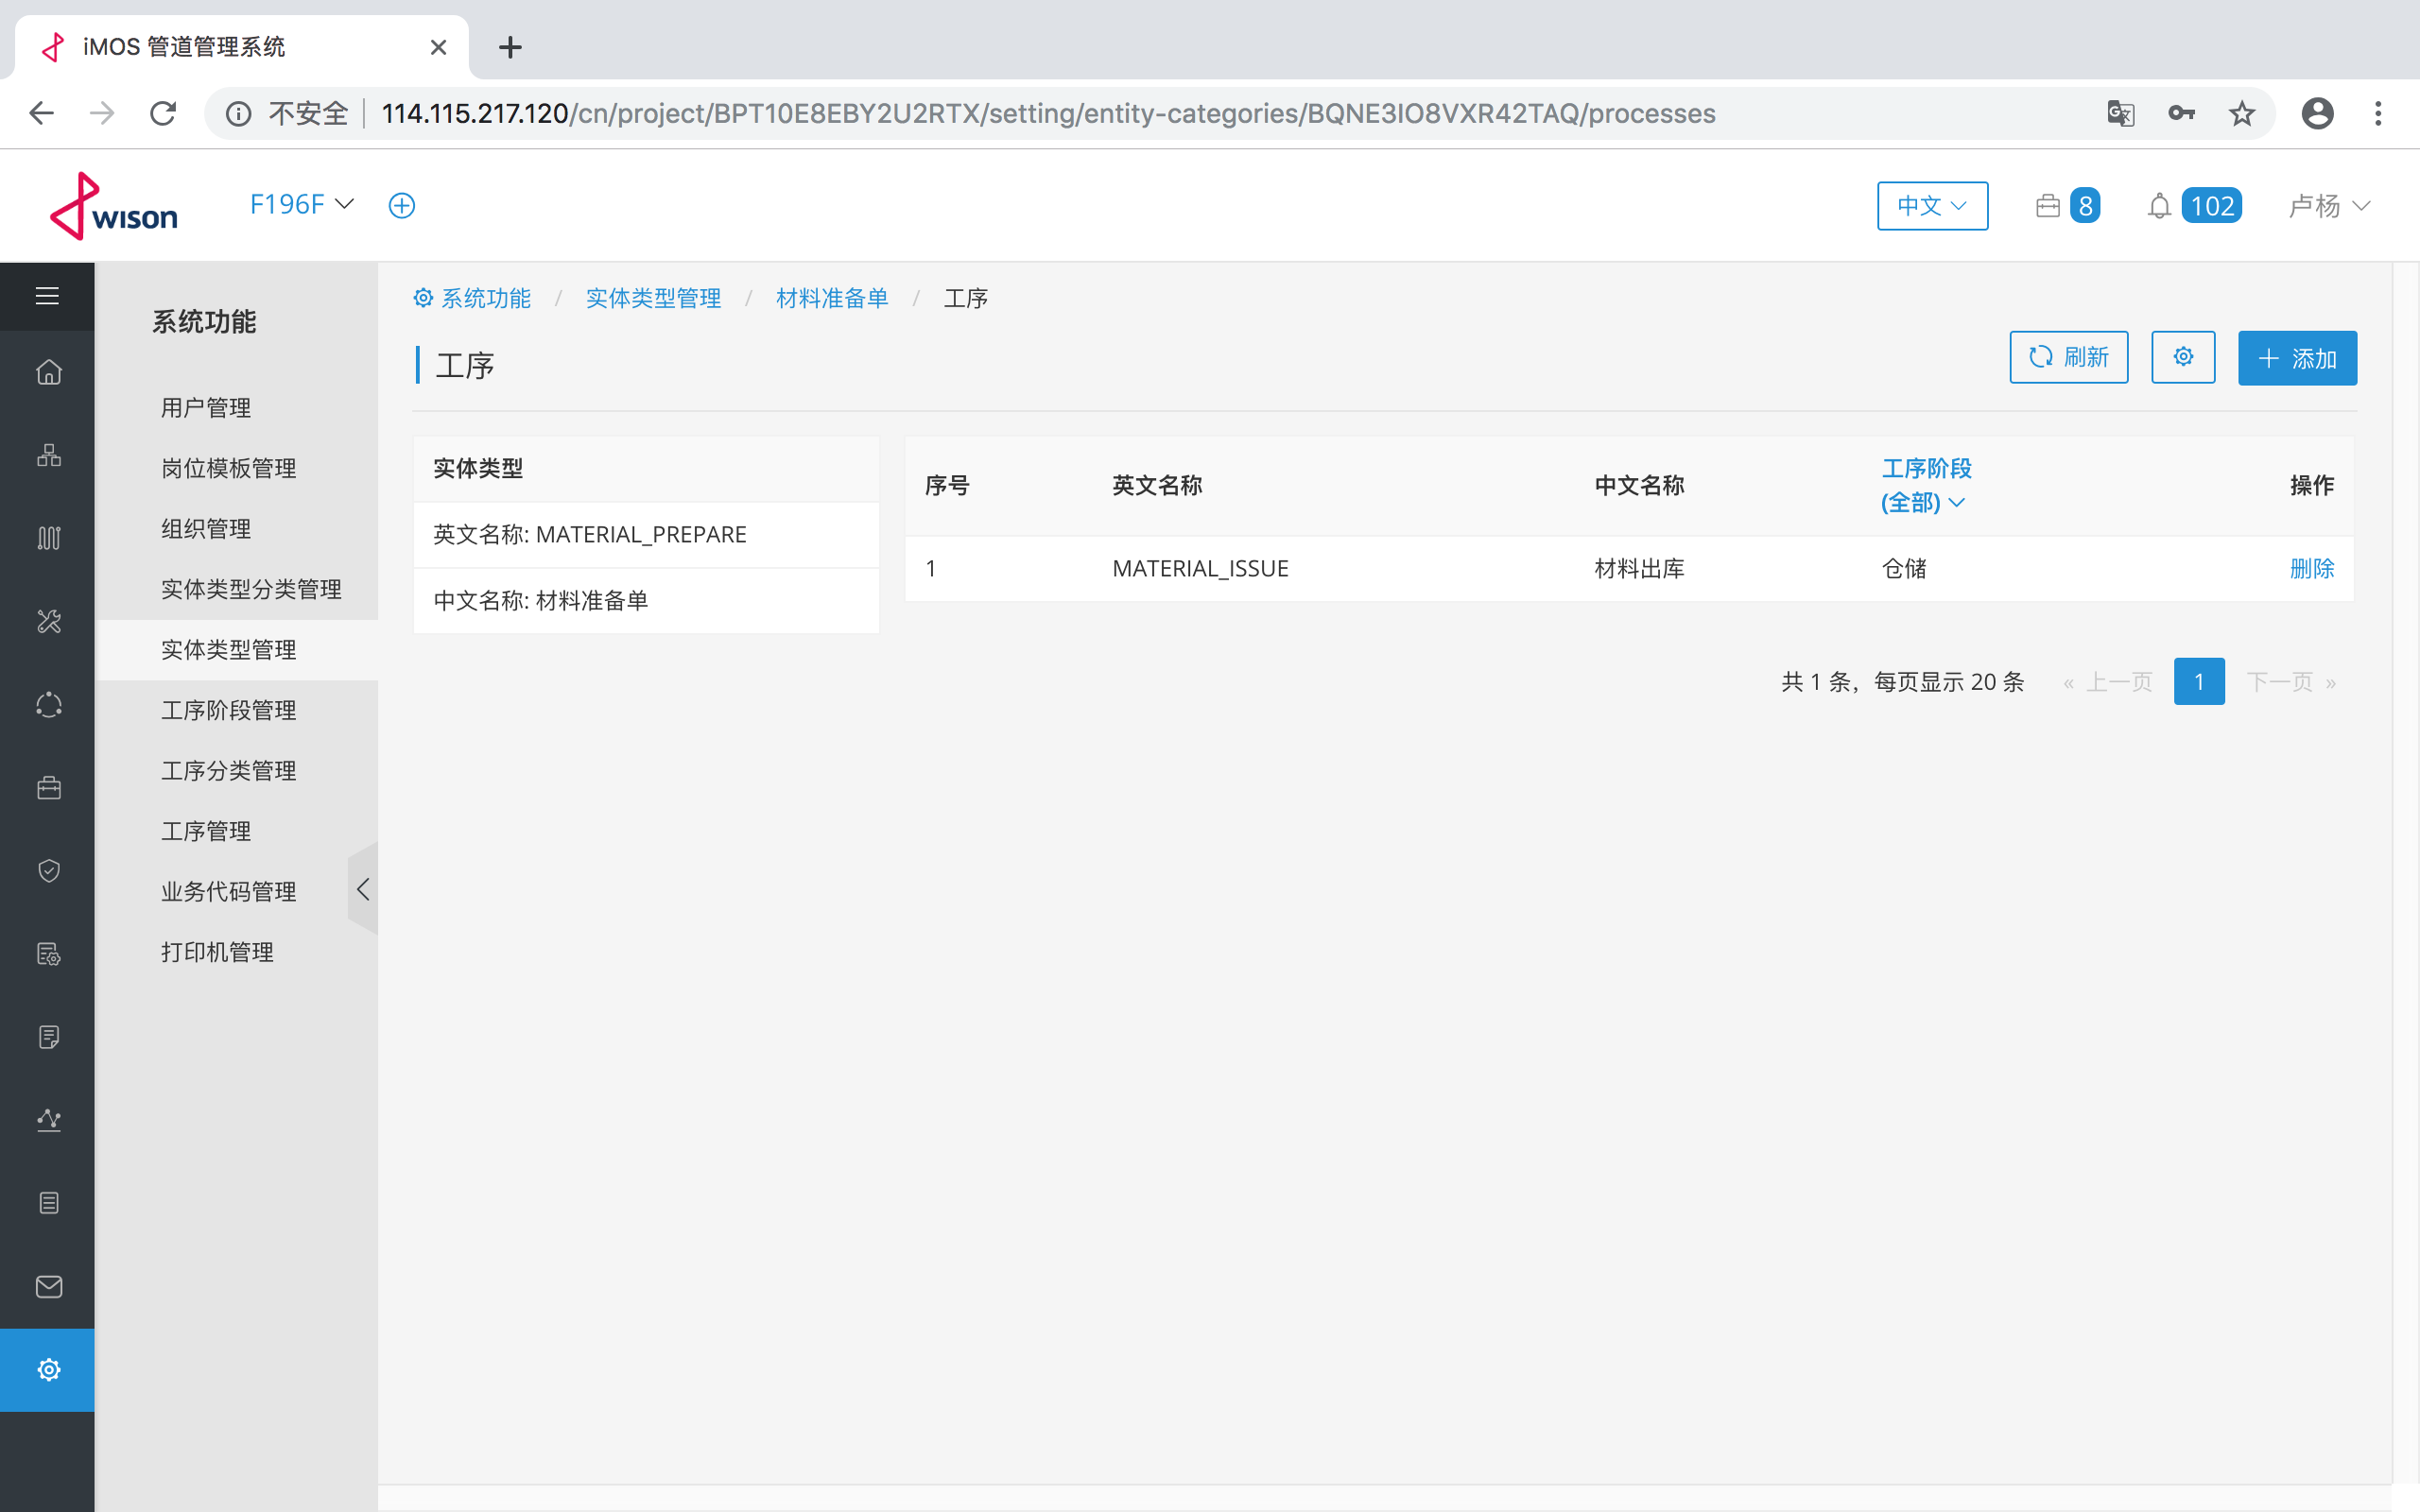 iMOS 管道管理系统
不安全 114.115.217.120/cn/project/BPT10E8EBY2U2RTX/setting/entity-categories/BQNE3IO8VXR42TAQ/processes
wison F196F 中文 8 102 卢杨
系统功能
用户管理
岗位模板管理
组织管理
实体类型分类管理
实体类型管理
工序阶段管理
工序分类管理
工序管理
业务代码管理
打印机管理
系统功能 / 实体类型管理 / 材料准备单 / 工序
工序
刷新 添加
实体类型
英文名称: MATERIAL_PREPARE
中文名称: 材料准备单
序号 英文名称 中文名称 工序阶段 (全部) 操作
1 MATERIAL_ISSUE 材料出库 仓储 删除
共 1 条，每页显示 20 条 « 上一页 1 下一页 »